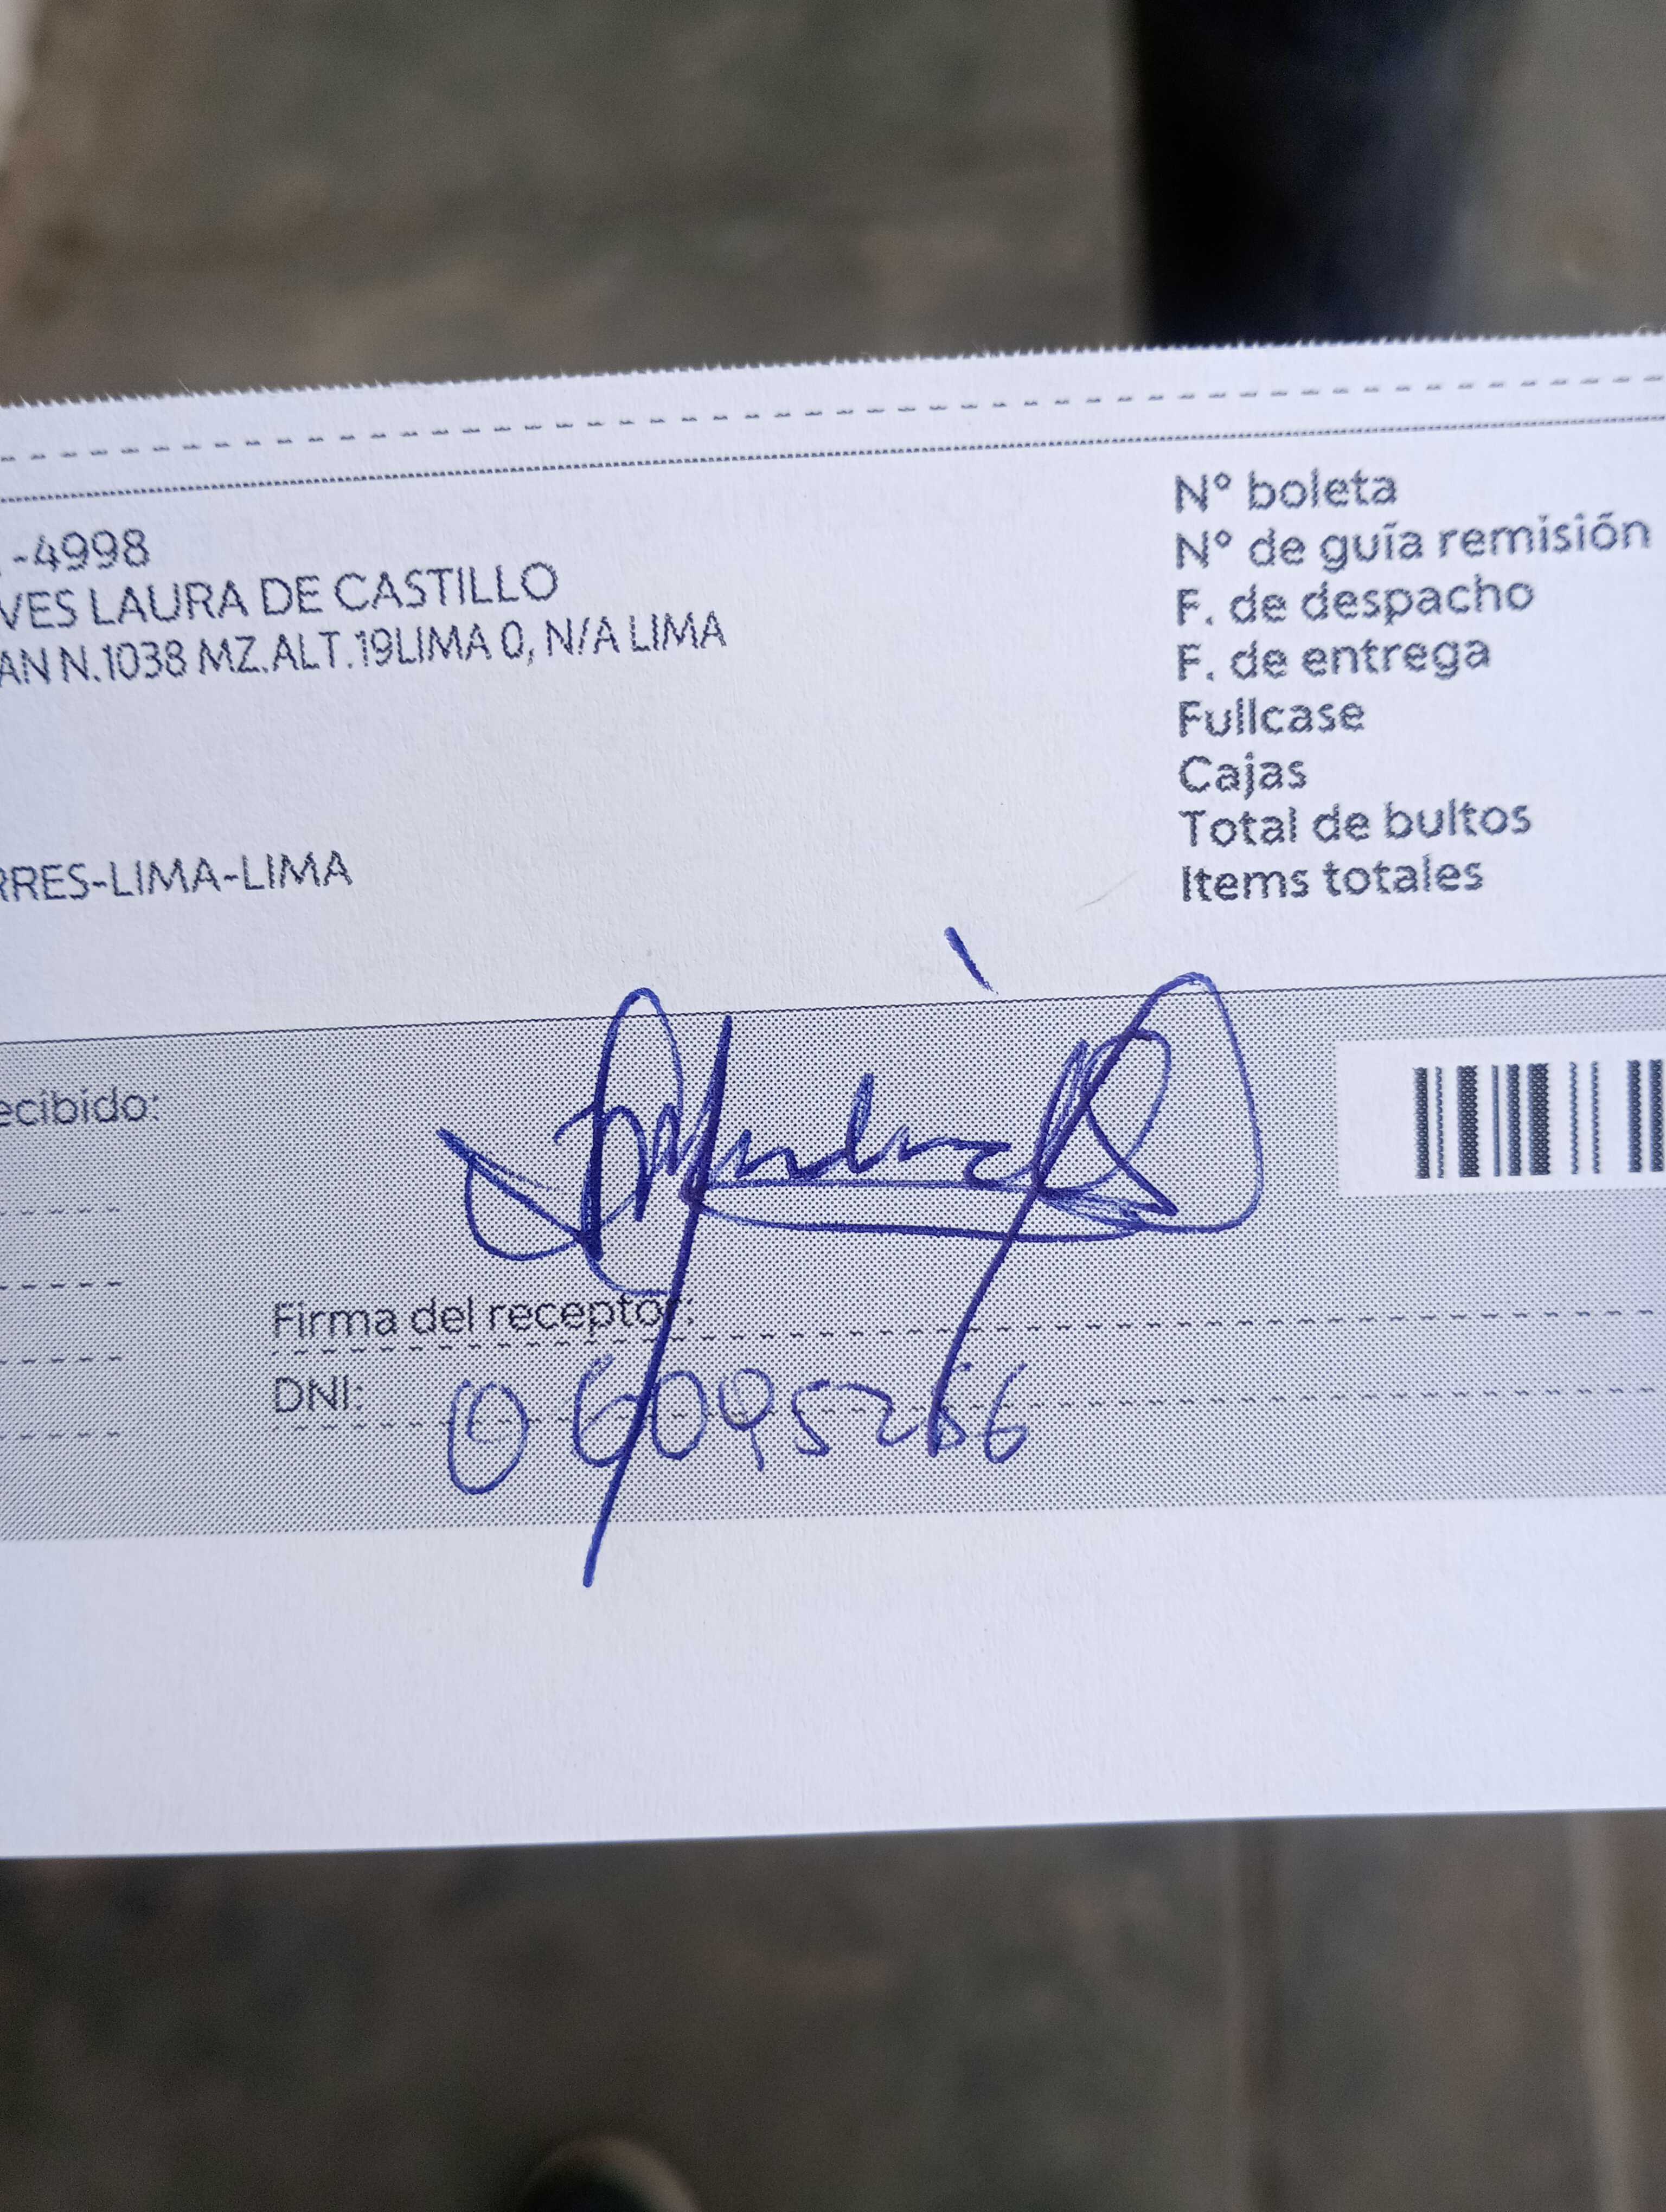 -4998
VES LAURA DE CASTILLO
AN N.1038 MZ.ALT.19LIMA 0, N/A LIMA
RRES-LIMA-LIMA
N° boleta
N° de guía remisión
F. de despacho
F. de entrega
Fullcase
Cajas
Total de bultos
Items totales
ecibido:
Firma del receptor:
DNI: 06095266